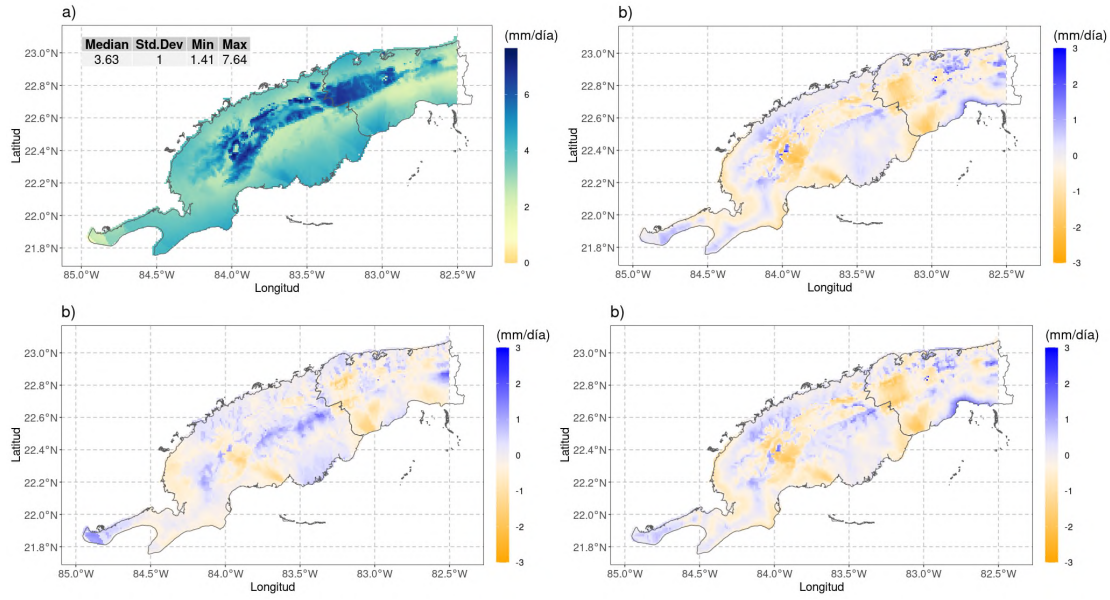 a)
(mm/día)
Median Std.Dev Min Max
3.63 1 1.41 7.64
23.0°N
22.8°N
22.6°N
22.4°N
22.2°N
22.0°N
21.8°N
Latitud
85.0°W 84.5°W 84.0°W 83.5°W 83.0°W 82.5°W
Longitud
6
4
2
0
b)
(mm/día)
23.0°N
22.8°N
22.6°N
22.4°N
22.2°N
22.0°N
21.8°N
Latitud
85.0°W 84.5°W 84.0°W 83.5°W 83.0°W 82.5°W
Longitud
3
2
1
0
-1
-2
-3
b)
(mm/día)
23.0°N
22.8°N
22.6°N
22.4°N
22.2°N
22.0°N
21.8°N
Latitud
85.0°W 84.5°W 84.0°W 83.5°W 83.0°W 82.5°W
Longitud
3
2
1
0
-1
-2
-3
b)
(mm/día)
23.0°N
22.8°N
22.6°N
22.4°N
22.2°N
22.0°N
21.8°N
Latitud
85.0°W 84.5°W 84.0°W 83.5°W 83.0°W 82.5°W
Longitud
3
2
1
0
-1
-2
-3